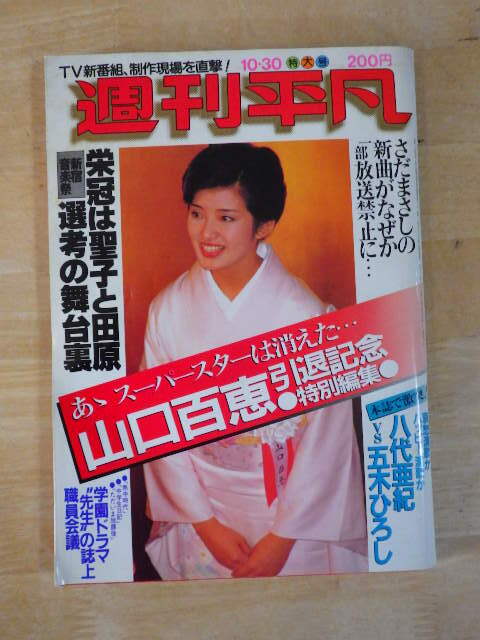 TV新番組、制作現場を直撃!
10·30 特大号 200円
週刊平凡
さだまさしの
新曲がなぜか
一部放送禁止に…
新宿
音楽祭
栄冠は聖子と田原
選考の舞台裏
あゝスーパースターは消えた…
山口百恵●引退記念
特別編集●
本誌で激突
八代亜紀
VS
五木ひろし
山口百恵
学園ドラマ
"先生"の誌上
職員会議